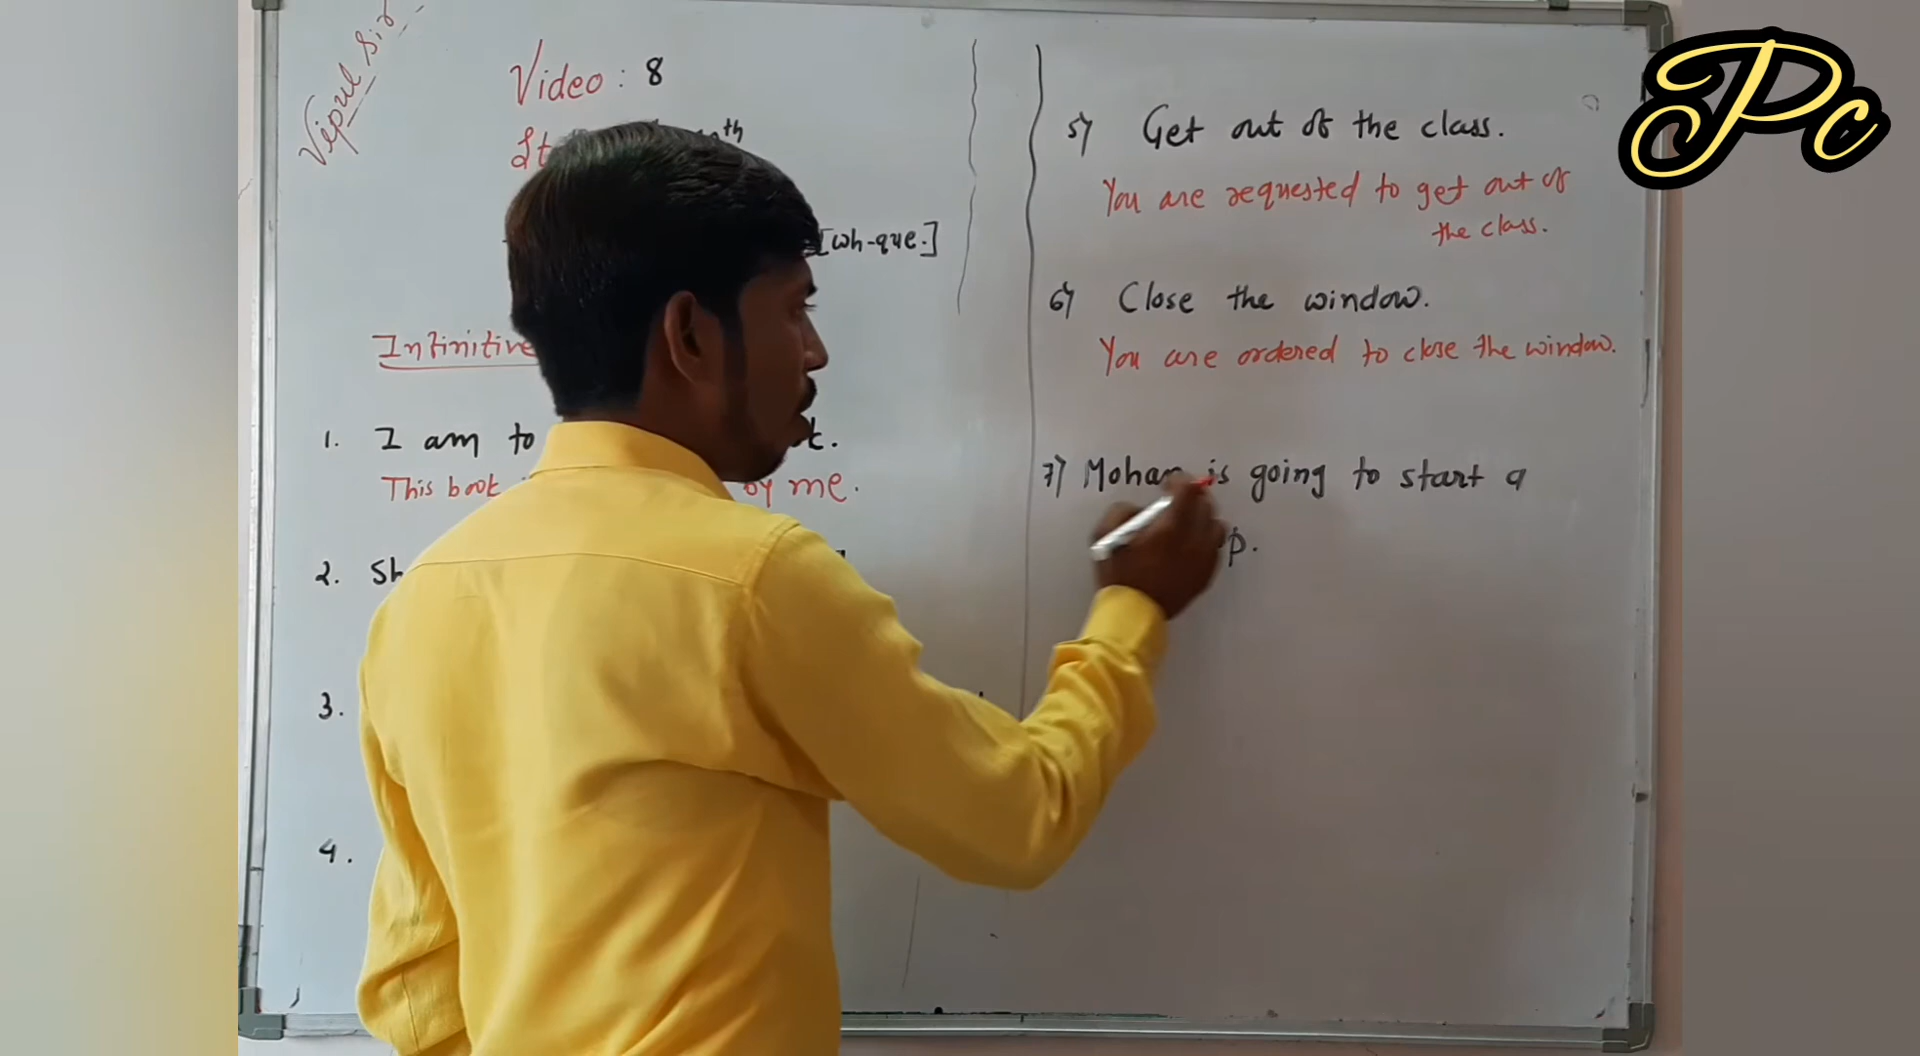 Vipul Sir
Video : 8
th
[wh-que.]
Infinitive
1. I am to
This book by me.
2.
3.
4.
5) Get out of the class.
You are requested to get out of
the class.
6) Close the window.
You are ordered to close the window.
7) Mohan is going to start a
Pc